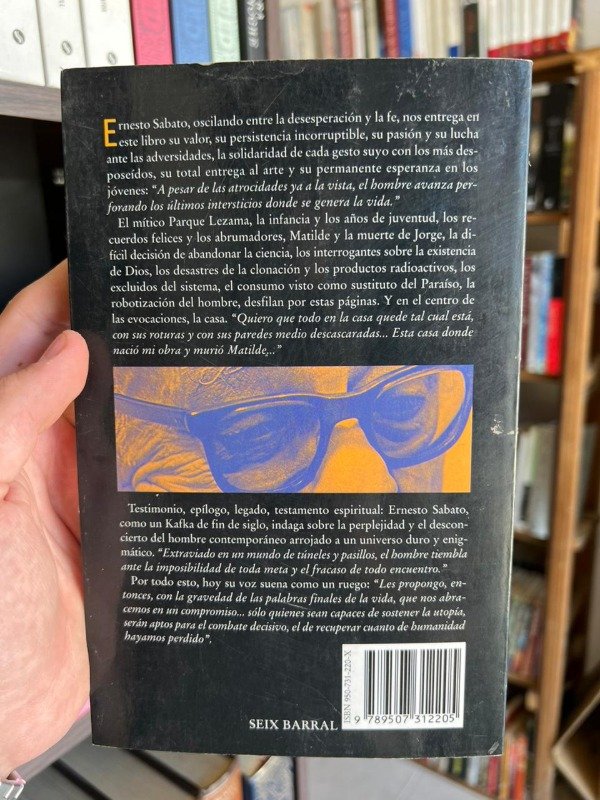 Ernesto Sabato, oscilando entre la desesperación y la fe, nos entrega en
este libro su valor, su persistencia incorruptible, su pasión y su lucha
ante las adversidades, la solidaridad de cada gesto suyo con los más des-
poseídos, su total entrega al arte y su permanente esperanza en los
jóvenes: “A pesar de las atrocidades ya a la vista, el hombre avanza per-
forando los últimos intersticios donde se genera la vida.”
El mítico Parque Lezama, la infancia y los años de juventud, los re-
cuerdos felices y los abrumadores, Matilde y la muerte de Jorge, la di-
fícil decisión de abandonar la ciencia, los interrogantes sobre la existencia
de Dios, los desastres de la clonación y los productos radioactivos, los
excluidos del sistema, el consumo visto como sustituto del Paraíso, la
robotización del hombre, desfilan por estas páginas. Y en el centro de
las evocaciones, la casa. “Quiero que todo en la casa quede tal cual está,
con sus roturas y con sus paredes medio descascaradas... Esta casa donde
nació mi obra y murió Matilde...”
Testimonio, epílogo, legado, testamento espiritual: Ernesto Sabato,
como un Kafka de fin de siglo, indaga sobre la perplejidad y el descon-
cierto del hombre contemporáneo arrojado a un universo duro y enig-
mático. “Extraviado en un mundo de túneles y pasillos, el hombre tiembla
ante la imposibilidad de toda meta y el fracaso de todo encuentro.”
Por todo esto, hoy su voz suena como un ruego: “Les propongo, en-
tonces, con la gravedad de las palabras finales de la vida, que nos abra-
cemos en un compromiso... sólo quienes sean capaces de sostener la utopía,
serán aptos para el combate decisivo, el de recuperar cuanto de humanidad
hayamos perdido”.
ISBN 950-731-220-X
9 789507 312205
SEIX BARRAL